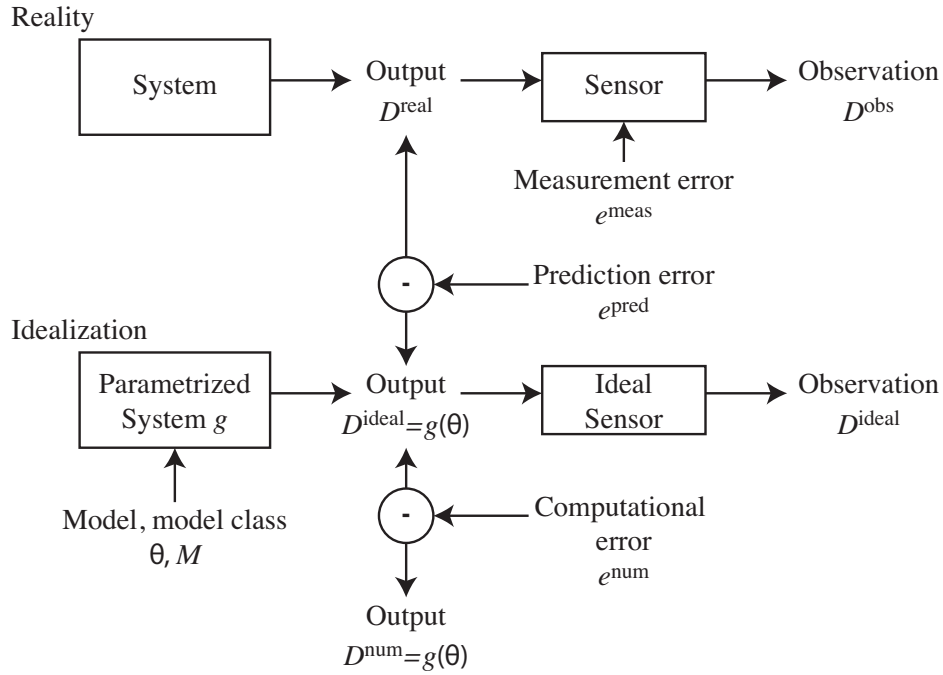 Reality
System
Output
D^real
Sensor
Observation
D^obs
Measurement error
e^meas
-
Prediction error
e^pred
Idealization
Parametrized
System g
Output
D^ideal=g(θ)
Ideal
Sensor
Observation
D^ideal
Model, model class
θ, M
-
Computational
error
e^num
Output
D^num=g(θ)